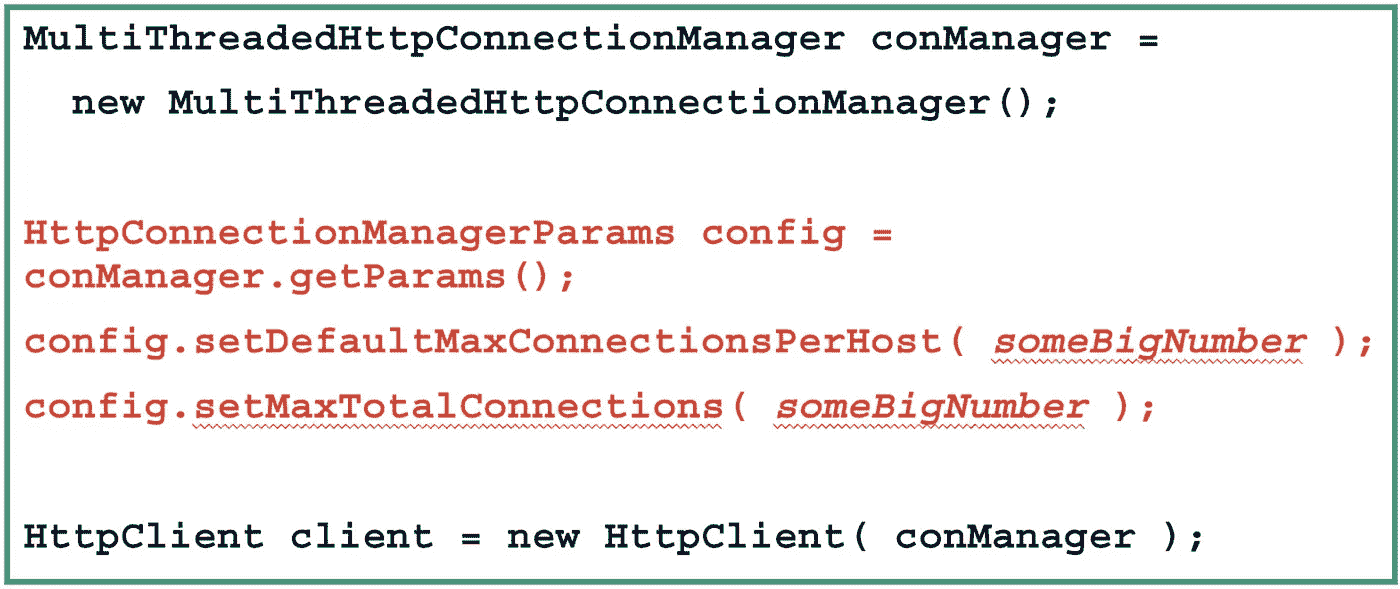 MultiThreadedHttpConnectionManager conManager =
new MultiThreadedHttpConnectionManager();
HttpConnectionManagerParams config =
conManager.getParams();
config.setDefaultMaxConnectionsPerHost( someBigNumber );
config.setMaxTotalConnections( someBigNumber );
HttpClient client = new HttpClient( conManager );